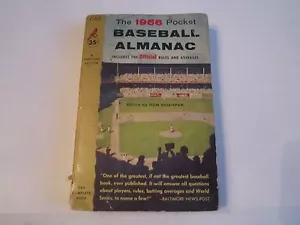 35¢
The 1956 Pocket
BASEBALL
ALMANAC
INCLUDES THE Official RULES AND AVERAGES
"One of the greatest, if not the greatest baseball
book, ever published. It will answer all questions
about players, rules, batting averages and World
Series, to name a few!"
—BALTIMORE NEWS-POST